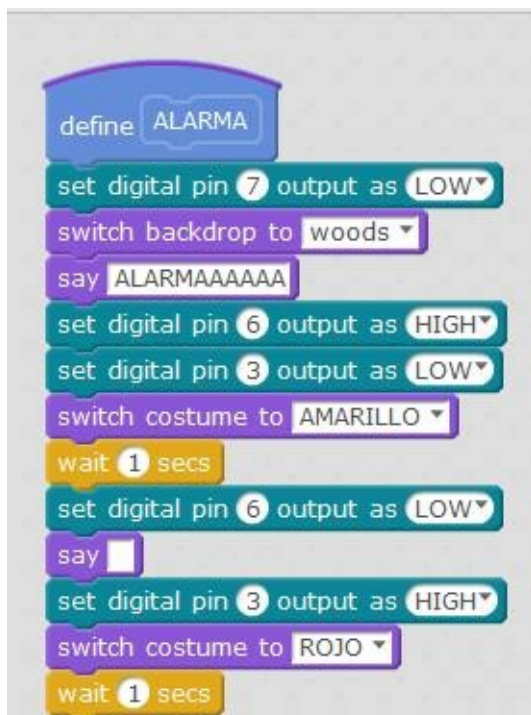 define ALARMA
set digital pin 7 output as LOW
switch backdrop to woods
say ALARMAAAAAA
set digital pin 6 output as HIGH
set digital pin 3 output as LOW
switch costume to AMARILLO
wait 1 secs
set digital pin 6 output as LOW
say
set digital pin 3 output as HIGH
switch costume to ROJO
wait 1 secs